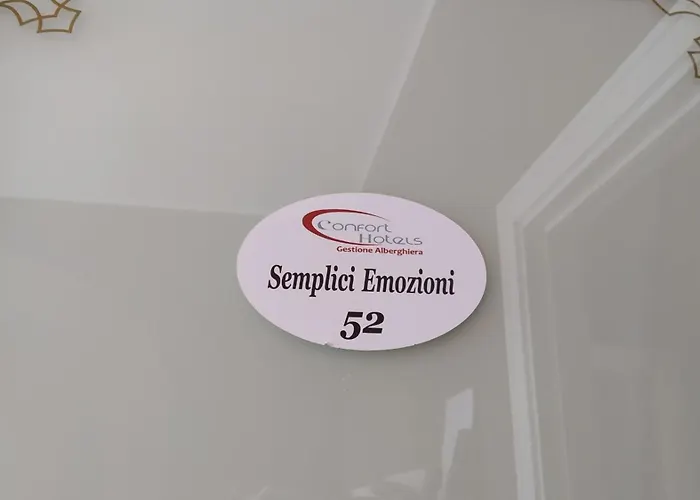 Confort
Hotels
Gestione Alberghiera
Semplici Emozioni
52